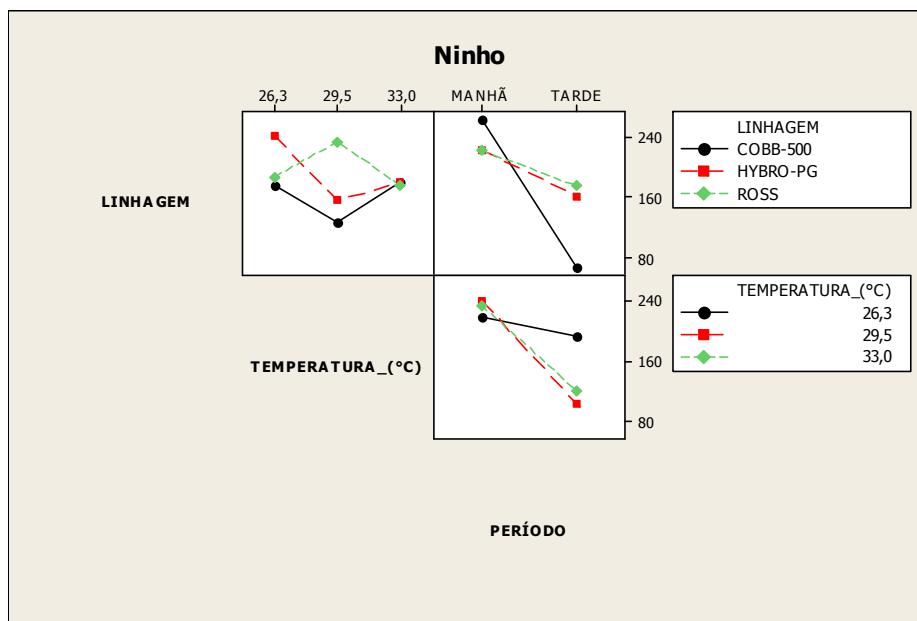 Ninho
26,3 29,5 33,0 MANHÃ TARDE
LINHAGEM
240
160
80
LINHAGEM
COBB-500
HYBRO-PG
ROSS
TEMPERATURA_(°C)
240
160
80
TEMPERATURA_(°C)
26,3
29,5
33,0
PERÍODO